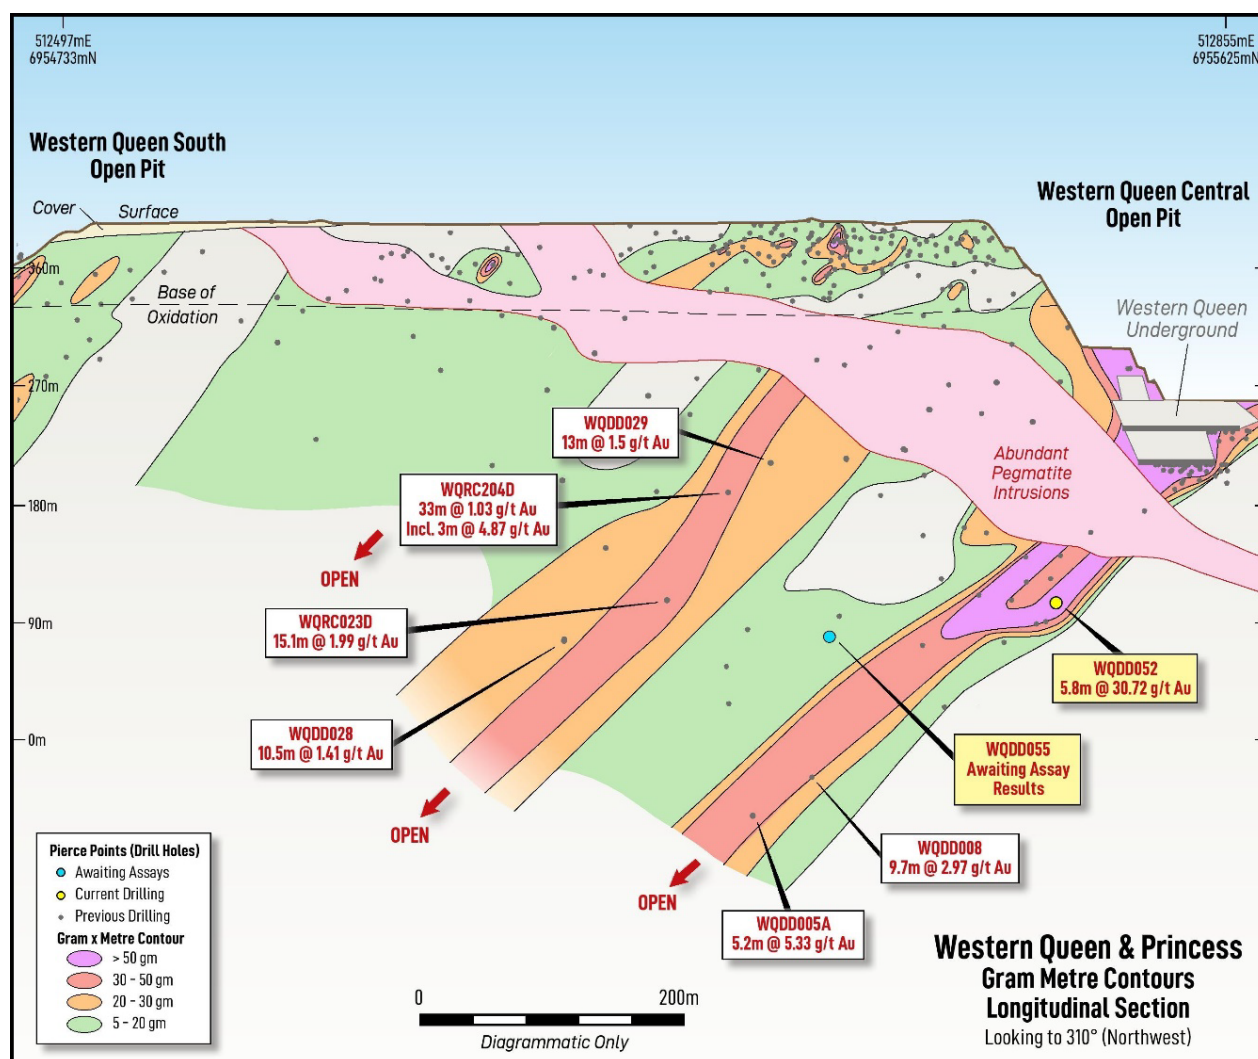 512497mE
6954733mN
512855mE
6955625mN
Western Queen South
Open Pit
Cover
Surface
Western Queen Central
Open Pit
360m
Base of
Oxidation
Western Queen
Underground
270m
WQDD029
13m @ 1.5 g/t Au
Abundant
Pegmatite
Intrusions
WQRC204D
33m @ 1.03 g/t Au
Incl. 3m @ 4.87 g/t Au
180m
OPEN
WQRC023D
15.1m @ 1.99 g/t Au
90m
WQDD052
5.8m @ 30.72 g/t Au
WQDD028
10.5m @ 1.41 g/t Au
0m
WQDD055
Awaiting Assay
Results
OPEN
WQDD008
9.7m @ 2.97 g/t Au
OPEN
WQDD005A
5.2m @ 5.33 g/t Au
Pierce Points (Drill Holes)
Awaiting Assays
Current Drilling
Previous Drilling
Gram x Metre Contour
> 50 gm
30 - 50 gm
20 - 30 gm
5 - 20 gm
0
200m
Diagrammatic Only
Western Queen & Princess
Gram Metre Contours
Longitudinal Section
Looking to 310° (Northwest)